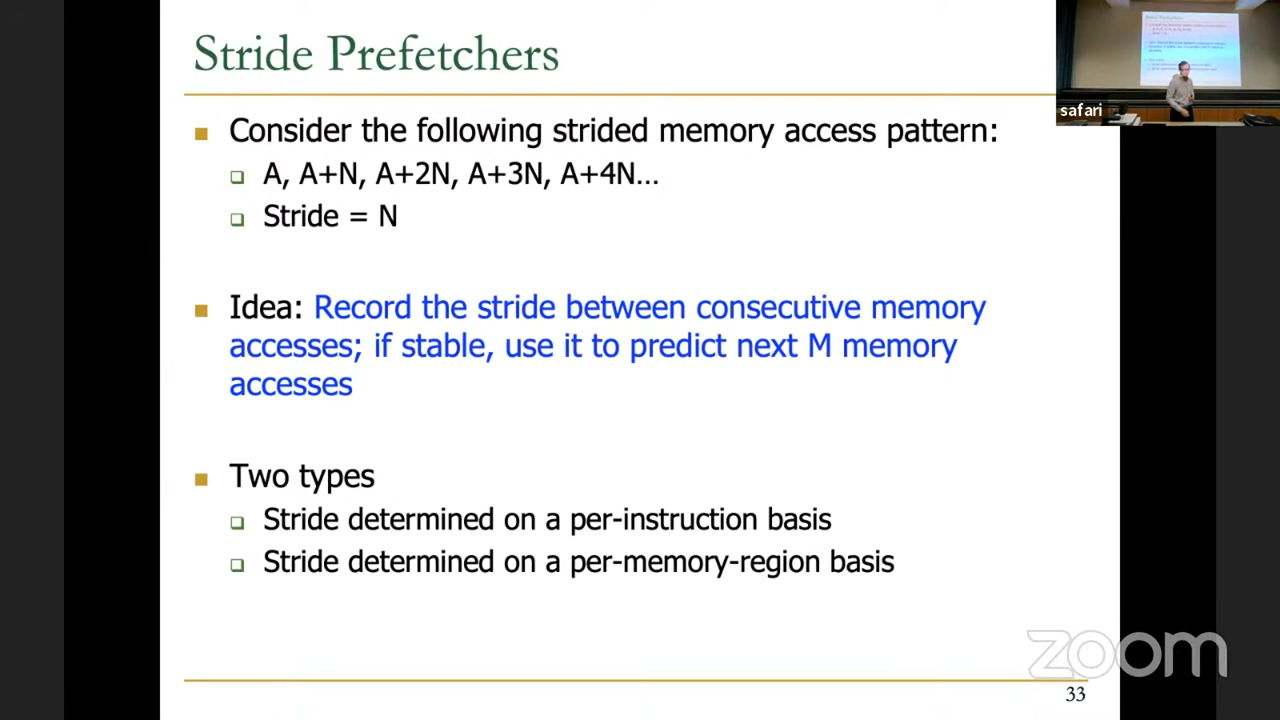 Stride Prefetchers
safari
Consider the following strided memory access pattern:
A, A+N, A+2N, A+3N, A+4N...
Stride = N
Idea: Record the stride between consecutive memory
accesses; if stable, use it to predict next M memory
accesses
Two types
Stride determined on a per-instruction basis
Stride determined on a per-memory-region basis
zoom
33